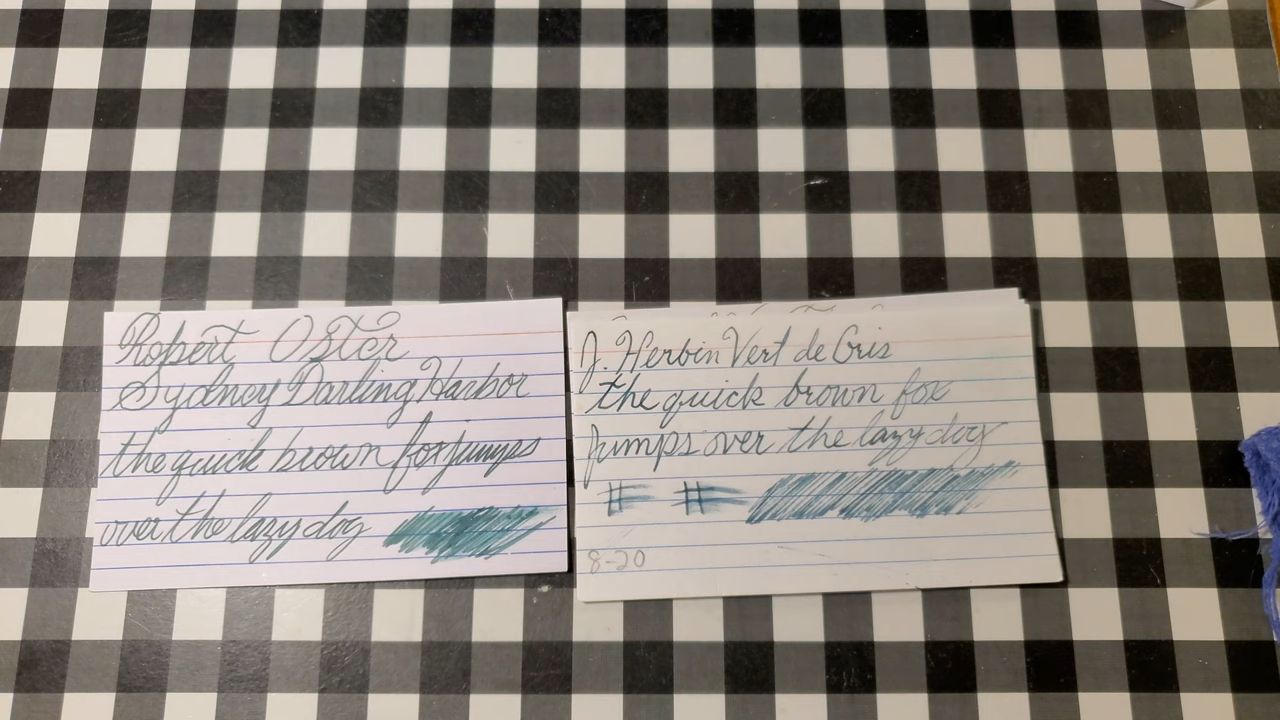 Robert Oster
Sydney Darling Harbor
the quick brown fox jumps
over the lazy dog
J. Herbin Vert de Gris
the quick brown fox
jumps over the lazy dog
8-20